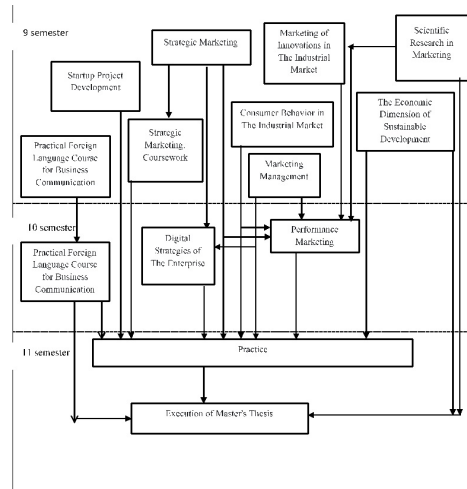 9 semester
Strategic Marketing
Marketing of
Innovations in
The Industrial
Market
Scientific
Research in
Marketing
Startup Project
Development
Strategic
Marketing.
Coursework
Consumer Behavior in
The Industrial Market
The Economic
Dimension of
Sustainable
Development
Practical Foreign
Language Course
for Business
Communication
Marketing
Management
10 semester
Practical Foreign
Language Course
for Business
Communication
Digital
Strategies of
The Enterprise
Performance
Marketing
11 semester
Practice
Execution of Master's Thesis